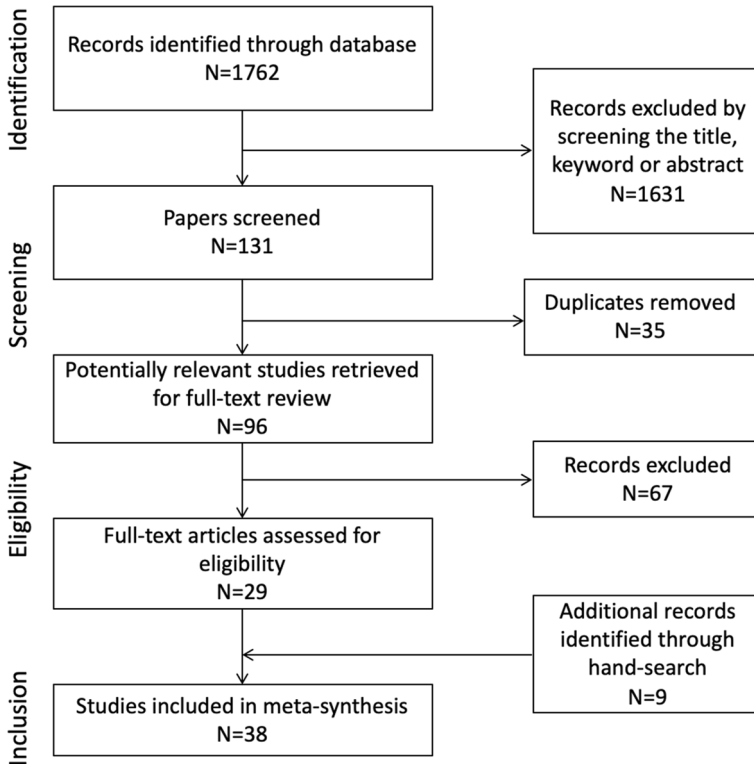 Identification
Records identified through database
N=1762
Records excluded by
screening the title,
keyword or abstract
N=1631
Papers screened
N=131
Screening
Duplicates removed
N=35
Potentially relevant studies retrieved
for full-text review
N=96
Eligibility
Records excluded
N=67
Full-text articles assessed for
eligibility
N=29
Additional records
identified through
hand-search
N=9
Inclusion
Studies included in meta-synthesis
N=38